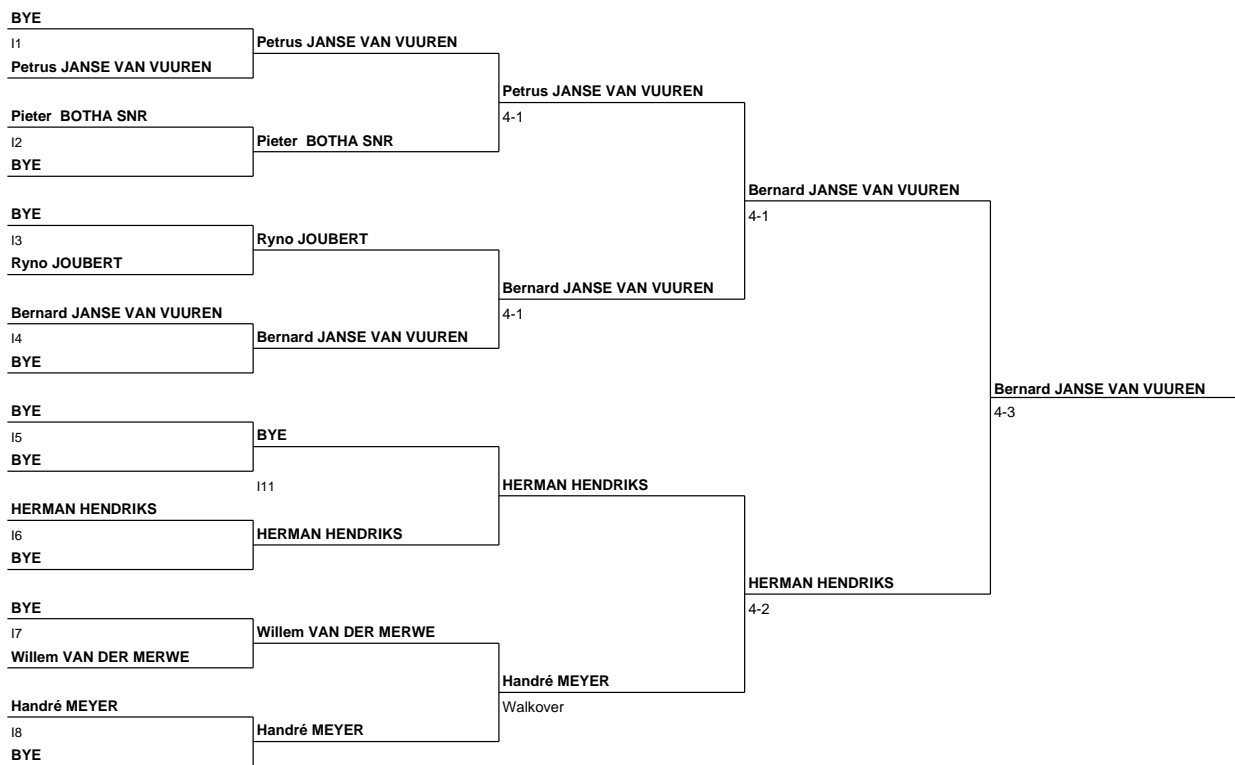 BYE
I1
Petrus JANSE VAN VUUREN
Pieter  BOTHA SNR
I2
BYE
BYE
I3
Ryno JOUBERT
Bernard JANSE VAN VUUREN
I4
BYE
BYE
I5
BYE
HERMAN HENDRIKS
I6
BYE
BYE
I7
Willem VAN DER MERWE
Handré MEYER
I8
BYE
Petrus JANSE VAN VUUREN
Pieter  BOTHA SNR
Ryno JOUBERT
Bernard JANSE VAN VUUREN
BYE
I11
HERMAN HENDRIKS
Willem VAN DER MERWE
Handré MEYER
Petrus JANSE VAN VUUREN
4-1
Bernard JANSE VAN VUUREN
4-1
HERMAN HENDRIKS
Handré MEYER
Walkover
Bernard JANSE VAN VUUREN
4-1
HERMAN HENDRIKS
4-2
Bernard JANSE VAN VUUREN
4-3